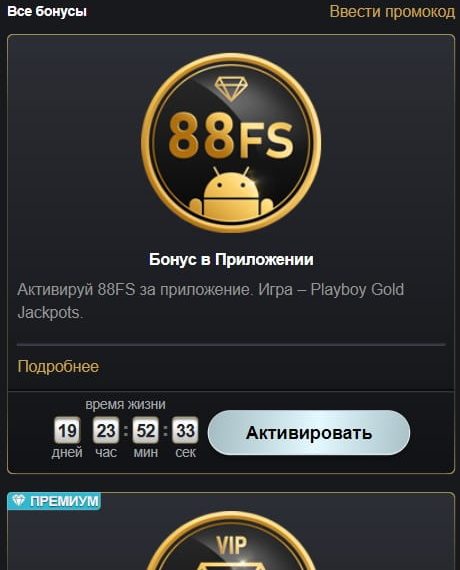 Все бонусы Ввести промокод
88FS
Бонус в Приложении
Активируй 88FS за приложение. Игра – Playboy Gold
Jackpots.
Подробнее
время жизни
19 23 : 52 : 33
дней час мин сек
Активировать
ПРЕМИУМ
VIP